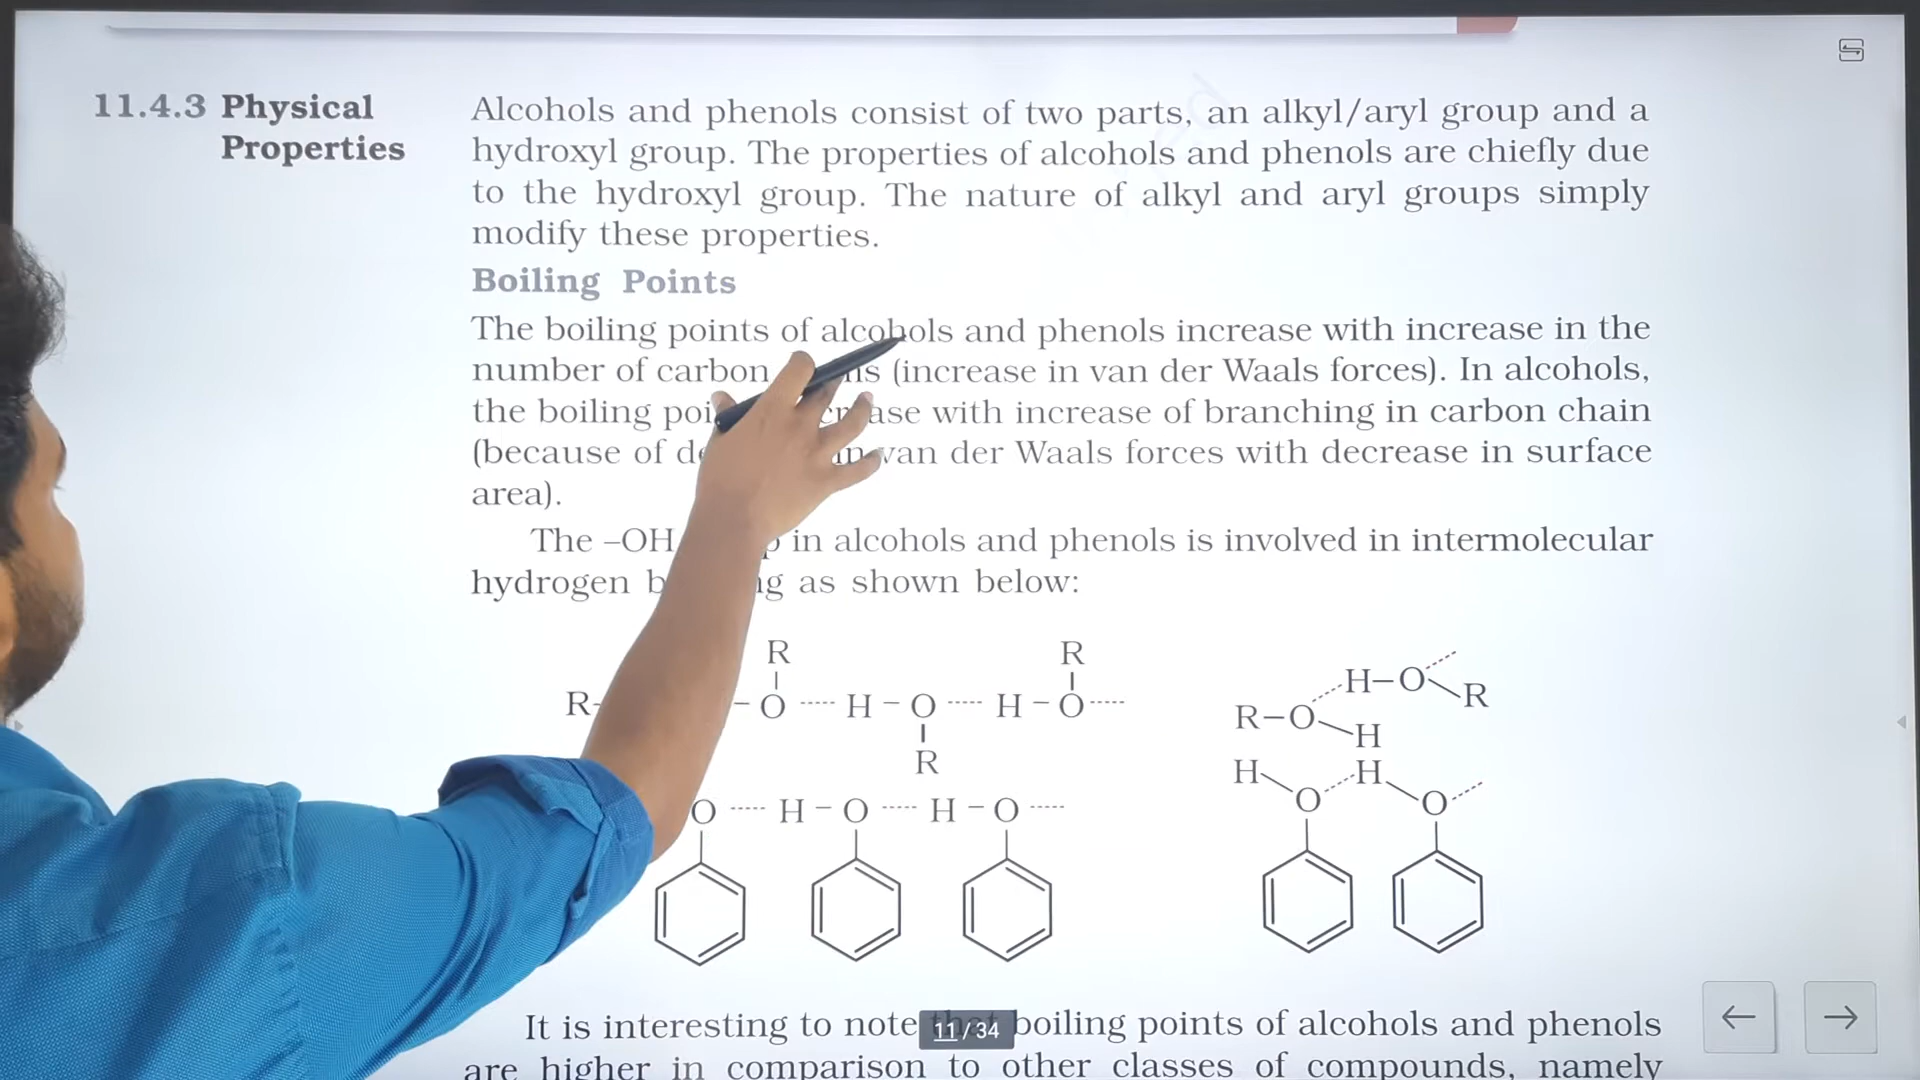 11.4.3 Physical
Properties
Alcohols and phenols consist of two parts, an alkyl/aryl group and a
hydroxyl group. The properties of alcohols and phenols are chiefly due
to the hydroxyl group. The nature of alkyl and aryl groups simply
modify these properties.
Boiling Points
The boiling points of alcohols and phenols increase with increase in the
number of carbon (increase in van der Waals forces). In alcohols,
the boiling with increase of branching in carbon chain
(because of van der Waals forces with decrease in surface
area).
The –OH in alcohols and phenols is involved in intermolecular
hydrogen as shown below:
R R
R– – O ····· H – O ····· H – O ·····
R
H–O R
R–O H
H H
O O
O ····· H – O ····· H – O ·····
It is interesting to note boiling points of alcohols and phenols
11 / 34
are higher in comparison to other classes of compounds, namely